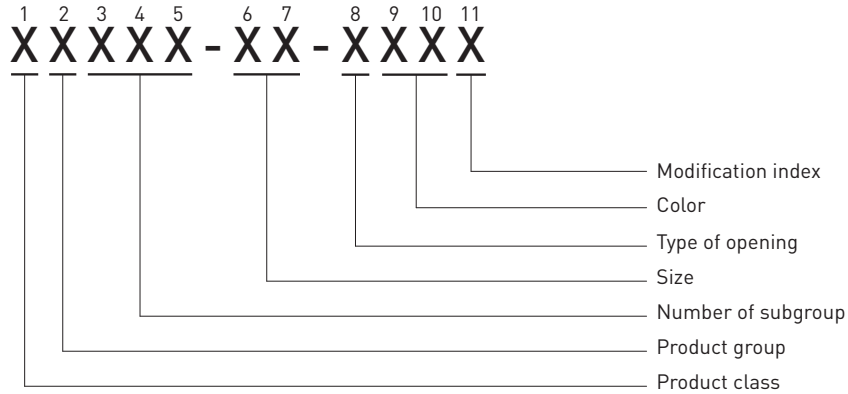 1 2 3 4 5 6 7 8 9 10 11
X X X X X - X X - X X X X
Modification index
Color
Type of opening
Size
Number of subgroup
Product group
Product class